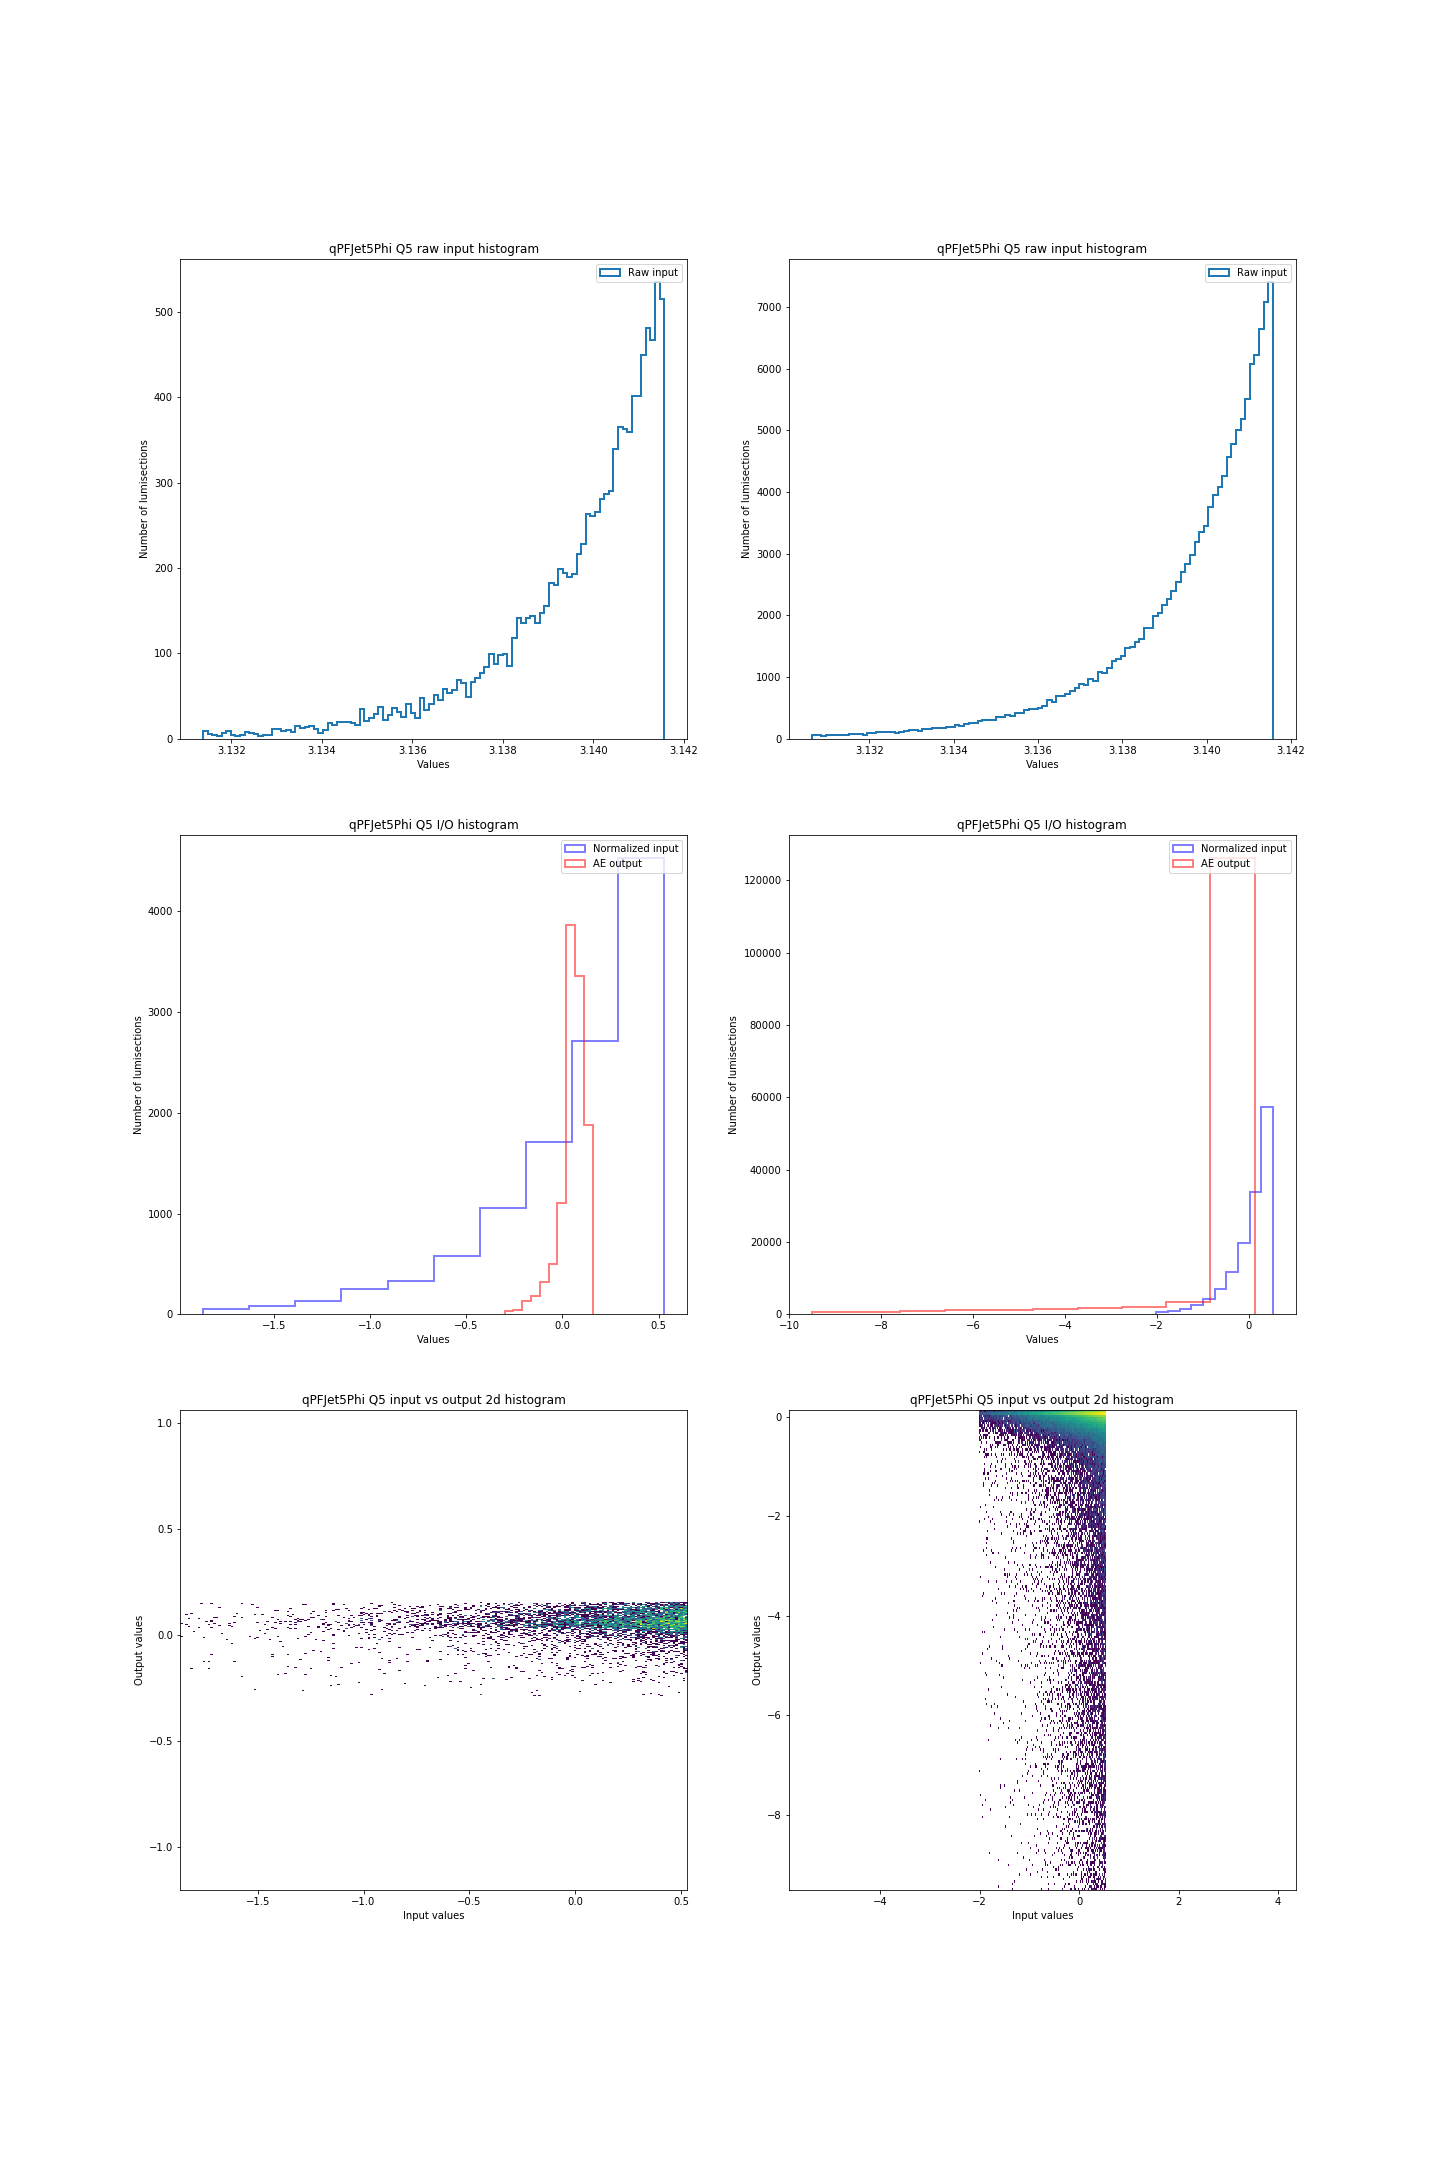 qPFJet5Phi Q5 raw input histogram
Raw input
500
400
300
200
100
0
Number of lumisections
3.132 3.134 3.136 3.138 3.140 3.142
Values
qPFJet5Phi Q5 raw input histogram
Raw input
7000
6000
5000
4000
3000
2000
1000
0
Number of lumisections
3.132 3.134 3.136 3.138 3.140 3.142
Values
qPFJet5Phi Q5 I/O histogram
Normalized input
AE output
4000
3000
2000
1000
0
Number of lumisections
−1.5 −1.0 −0.5 0.0 0.5
Values
qPFJet5Phi Q5 I/O histogram
Normalized input
AE output
120000
100000
80000
60000
40000
20000
0
Number of lumisections
−10 −8 −6 −4 −2 0
Values
qPFJet5Phi Q5 input vs output 2d histogram
1.0
0.5
0.0
−0.5
−1.0
Output values
−1.5 −1.0 −0.5 0.0 0.5
Input values
qPFJet5Phi Q5 input vs output 2d histogram
0
−2
−4
−6
−8
Output values
−4 −2 0 2 4
Input values